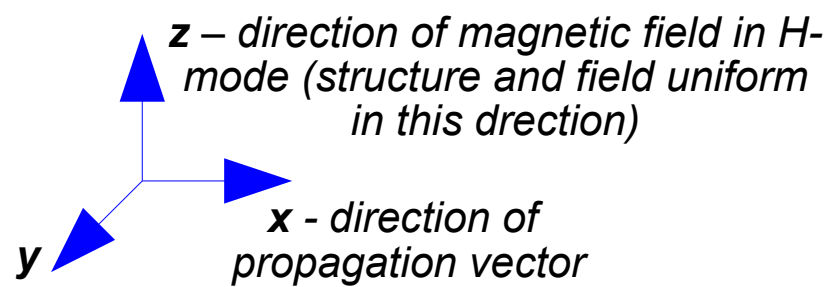 z – direction of magnetic field in H-
mode (structure and field uniform
in this drection)
x - direction of
propagation vector
y